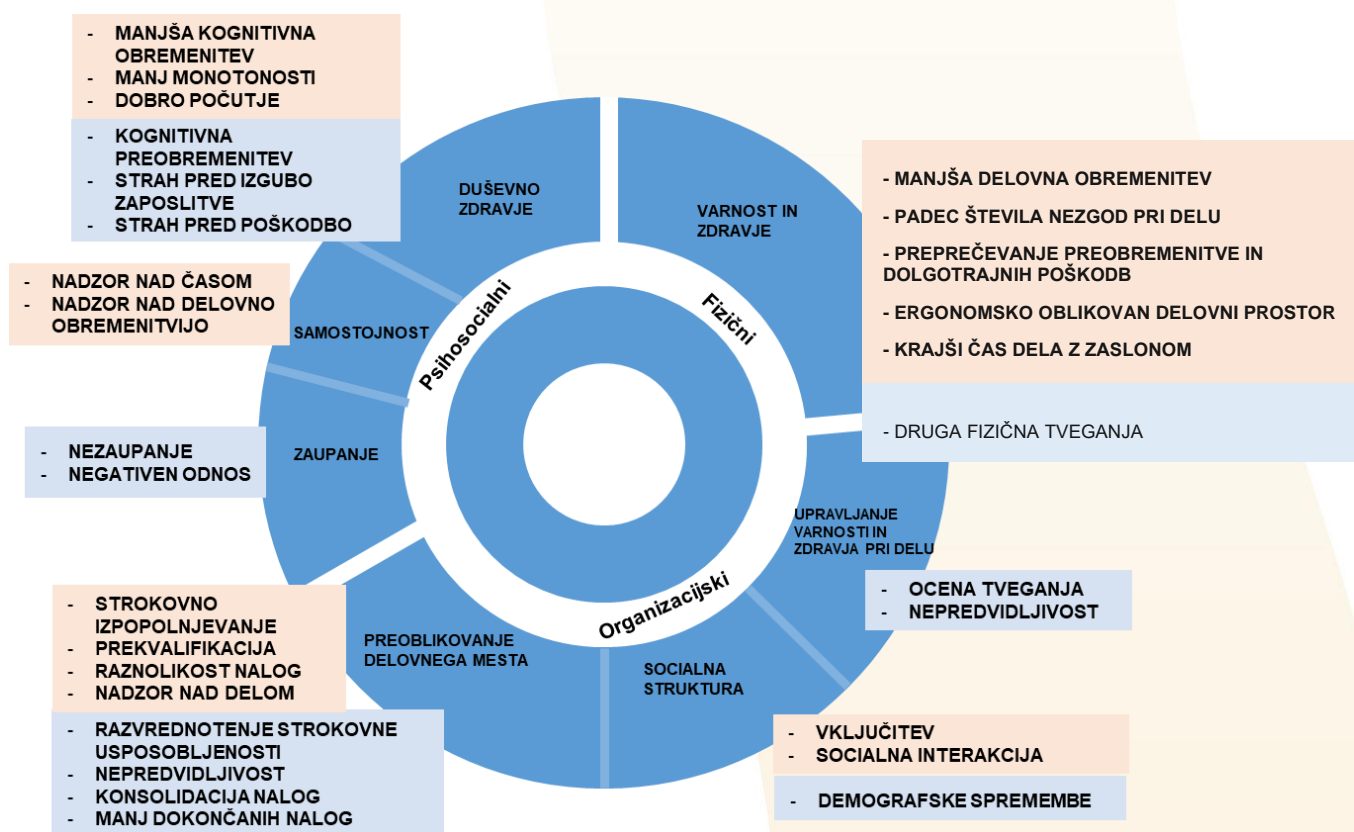 - MANJŠA KOGNITIVNA
OBREMENITEV
- MANJ MONOTONOSTI
- DOBRO POČUTJE
- KOGNITIVNA
PREOBREMENITEV
- STRAH PRED IZGUBO
ZAPOSLITVE
- STRAH PRED POŠKODBO
DUŠEVNO
ZDRAVJE
VARNOST IN
ZDRAVJE
- MANJŠA DELOVNA OBREMENITEV
- PADEC ŠTEVILA NEZGOD PRI DELU
- PREPREČEVANJE PREOBREMENITVE IN
DOLGOTRAJNIH POŠKODB
- ERGONOMSKO OBLIKOVAN DELOVNI PROSTOR
- KRAJŠI ČAS DELA Z ZASLONOM
- DRUGA FIZIČNA TVEGANJA
- NADZOR NAD ČASOM
- NADZOR NAD DELOVNO
OBREMENITVIJO
SAMOSTOJNOST
Psihosocialni
Fizični
- NEZAUPANJE
- NEGATIVEN ODNOS
ZAUPANJE
UPRAVLJANJE
VARNOSTI IN
ZDRAVJA PRI DELU
- OCENA TVEGANJA
- NEPREDVIDLJIVOST
Organizacijski
- STROKOVNO
IZPOPOLNJEVANJE
- PREKVALIFIKACIJA
- RAZNOLIKOST NALOG
- NADZOR NAD DELOM
PREOBLIKOVANJE
DELOVNEGA MESTA
SOCIALNA
STRUKTURA
- RAZVREDNOTENJE STROKOVNE
USPOSOBLJENOSTI
- NEPREDVIDLJIVOST
- KONSOLIDACIJA NALOG
- MANJ DOKONČANIH NALOG
- VKLJUČITEV
- SOCIALNA INTERAKCIJA
- DEMOGRAFSKE SPREMEMBE